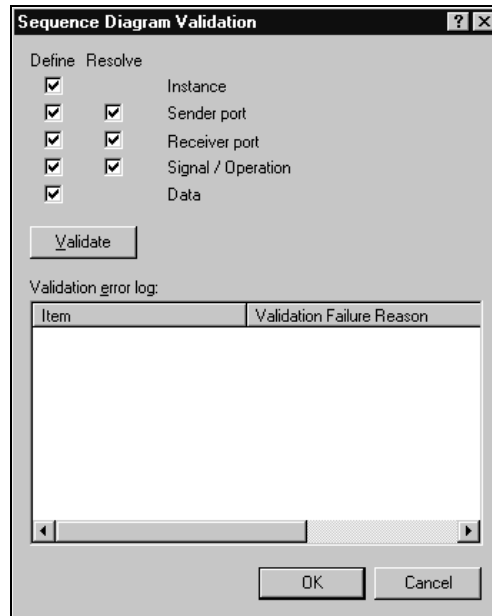 Sequence Diagram Validation
Define Resolve
Instance
Sender port
Receiver port
Signal / Operation
Data
Validate
Validation error log:
Item Validation Failure Reason
OK Cancel